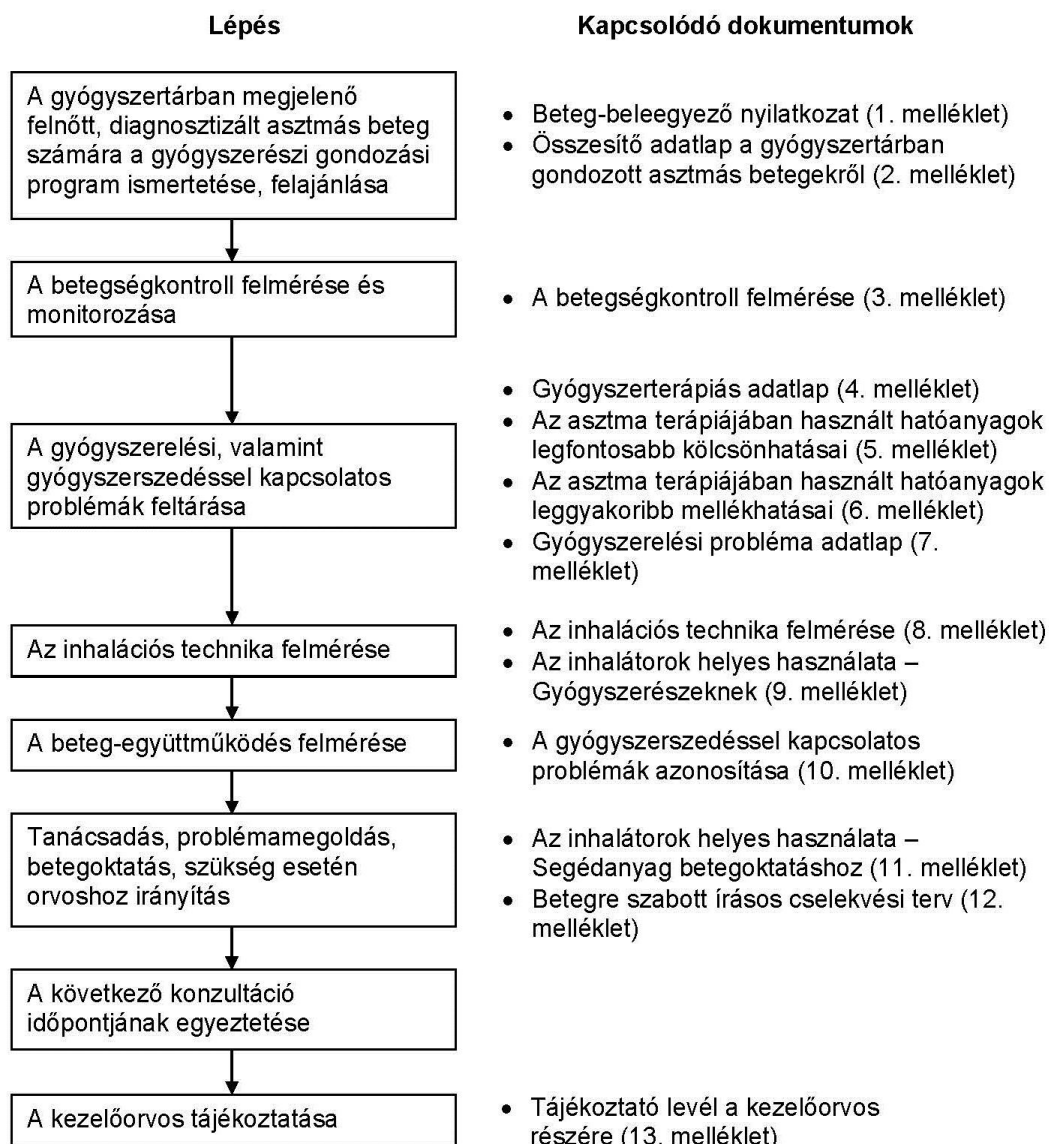 Lépés
Kapcsolódó dokumentumok
A gyógyszertárban megjelenő
felnőtt, diagnosztizált asztmás beteg
számára a gyógyszerészi gondozási
program ismertetése, felajánlása
• Beteg-beleegyező nyilatkozat (1. melléklet)
• Összesítő adatlap a gyógyszertárban
gondozott asztmás betegekről (2. melléklet)
A betegségkontroll felmérése és
monitorozása
• A betegségkontroll felmérése (3. melléklet)
A gyógyszerelési, valamint
gyógyszerszedéssel kapcsolatos
problémák feltárása
• Gyógyszerterápiás adatlap (4. melléklet)
• Az asztma terápiájában használt hatóanyagok
legfontosabb kölcsönhatásai (5. melléklet)
• Az asztma terápiájában használt hatóanyagok
leggyakoribb mellékhatásai (6. melléklet)
• Gyógyszerelési probléma adatlap (7.
melléklet)
Az inhalációs technika felmérése
• Az inhalációs technika felmérése (8. melléklet)
• Az inhalátorok helyes használata –
Gyógyszerészeknek (9. melléklet)
A beteg-együttműködés felmérése
• A gyógyszerszedéssel kapcsolatos
problémák azonosítása (10. melléklet)
Tanácsadás, problémamegoldás,
betegoktatás, szükség esetén
orvoshoz irányítás
• Az inhalátorok helyes használata –
Segédanyag betegoktatáshoz (11. melléklet)
• Betegre szabott írásos cselekvési terv (12.
melléklet)
A következő konzultáció
időpontjának egyeztetése
A kezelőorvos tájékoztatása
• Tájékoztató levél a kezelőorvos
részére (13. melléklet)